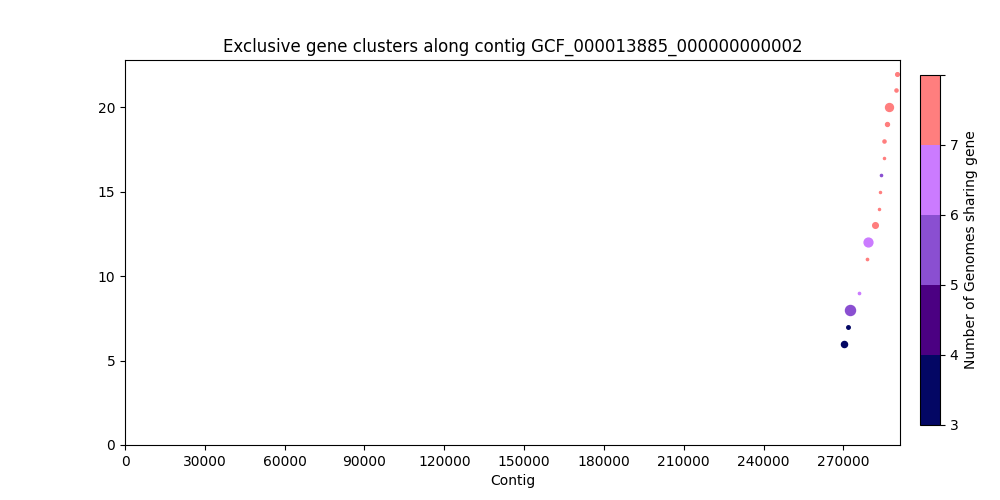 Exclusive gene clusters along contig GCF_000013885_000000000002
20
15
10
5
0
0 30000 60000 90000 120000 150000 180000 210000 240000 270000
Contig
7
6
5
4
3
Number of Genomes sharing gene